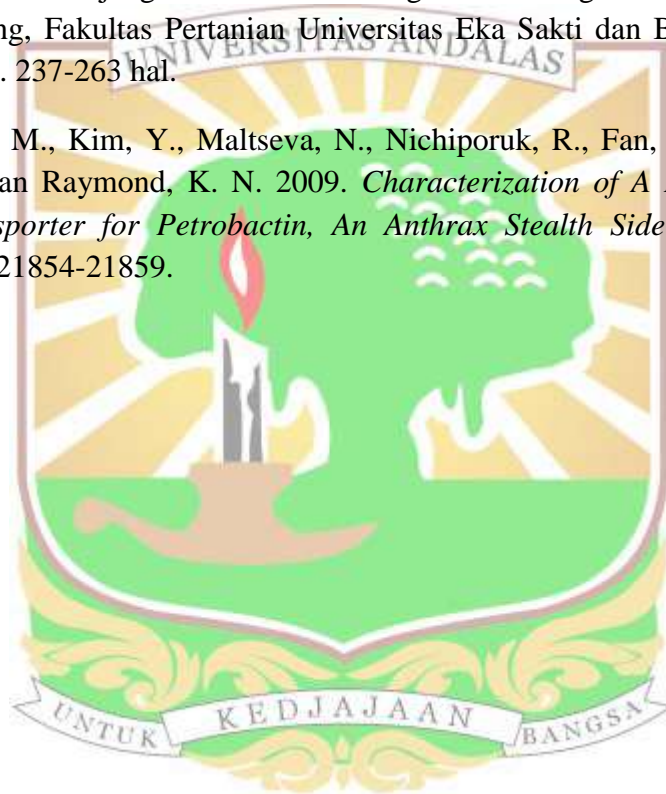 ng, Fakultas Pertanian Universitas Eka Sakti dan B
UNIVERSITAS ANDALAS
. 237-263 hal.
M., Kim, Y., Maltseva, N., Nichiporuk, R., Fan,
an Raymond, K. N. 2009. Characterization of A
sporter for Petrobactin, An Anthrax Stealth Side
21854-21859.
UNTUK KEDJAJAAN BANGSA